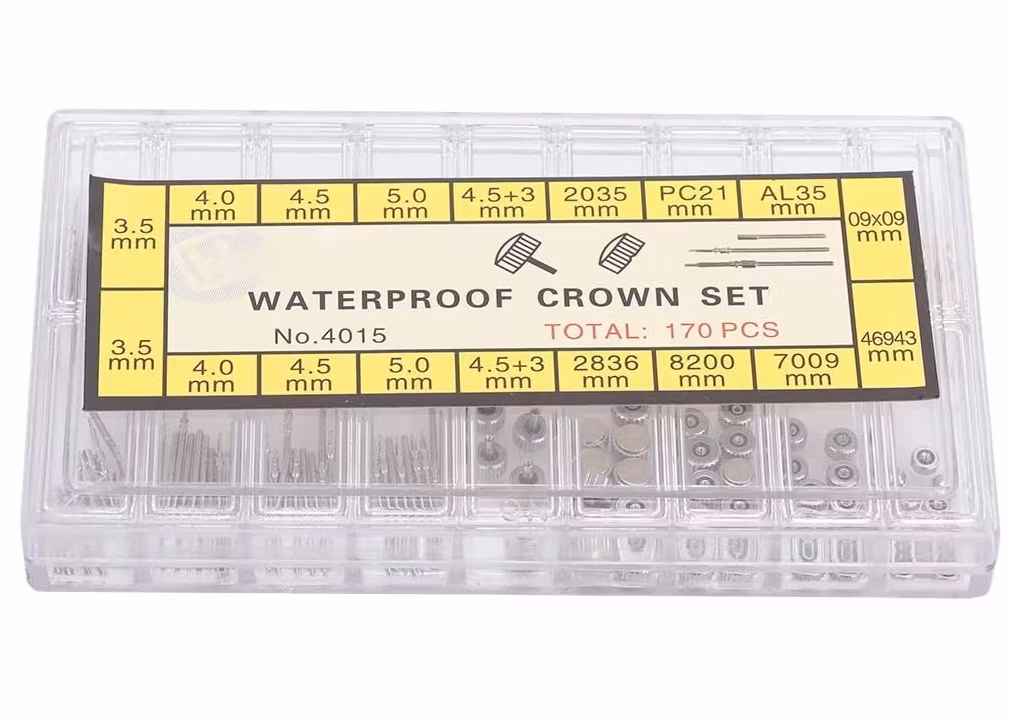 3.5 mm
4.0 mm
4.5 mm
5.0 mm
4.5+3 mm
2035 mm
PC21 mm
AL35 mm
09x09 mm
WATERPROOF CROWN SET
No.4015
TOTAL: 170 PCS
3.5 mm
4.0 mm
4.5 mm
5.0 mm
4.5+3 mm
2836 mm
8200 mm
7009 mm
46943 mm